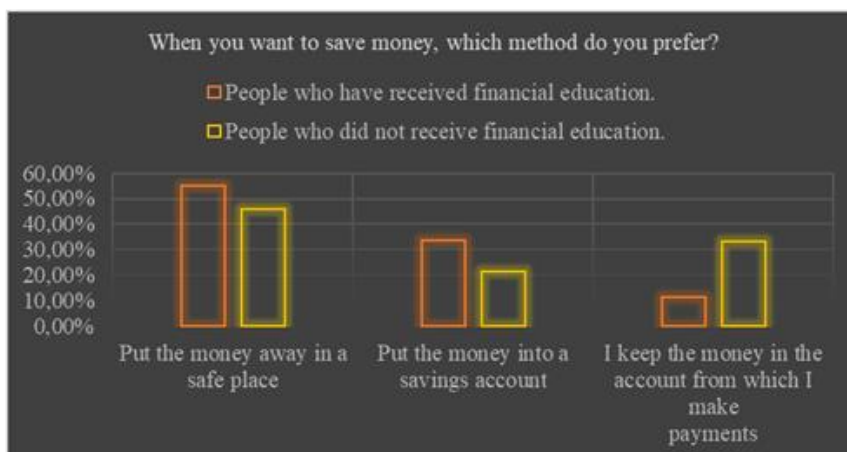 When you want to save money, which method do you prefer?
People who have received financial education.
People who did not receive financial education.
60,00%
50,00%
40,00%
30,00%
20,00%
10,00%
0,00%
Put the money away in a
safe place
Put the money into a
savings account
I keep the money in the
account from which I
make
payments